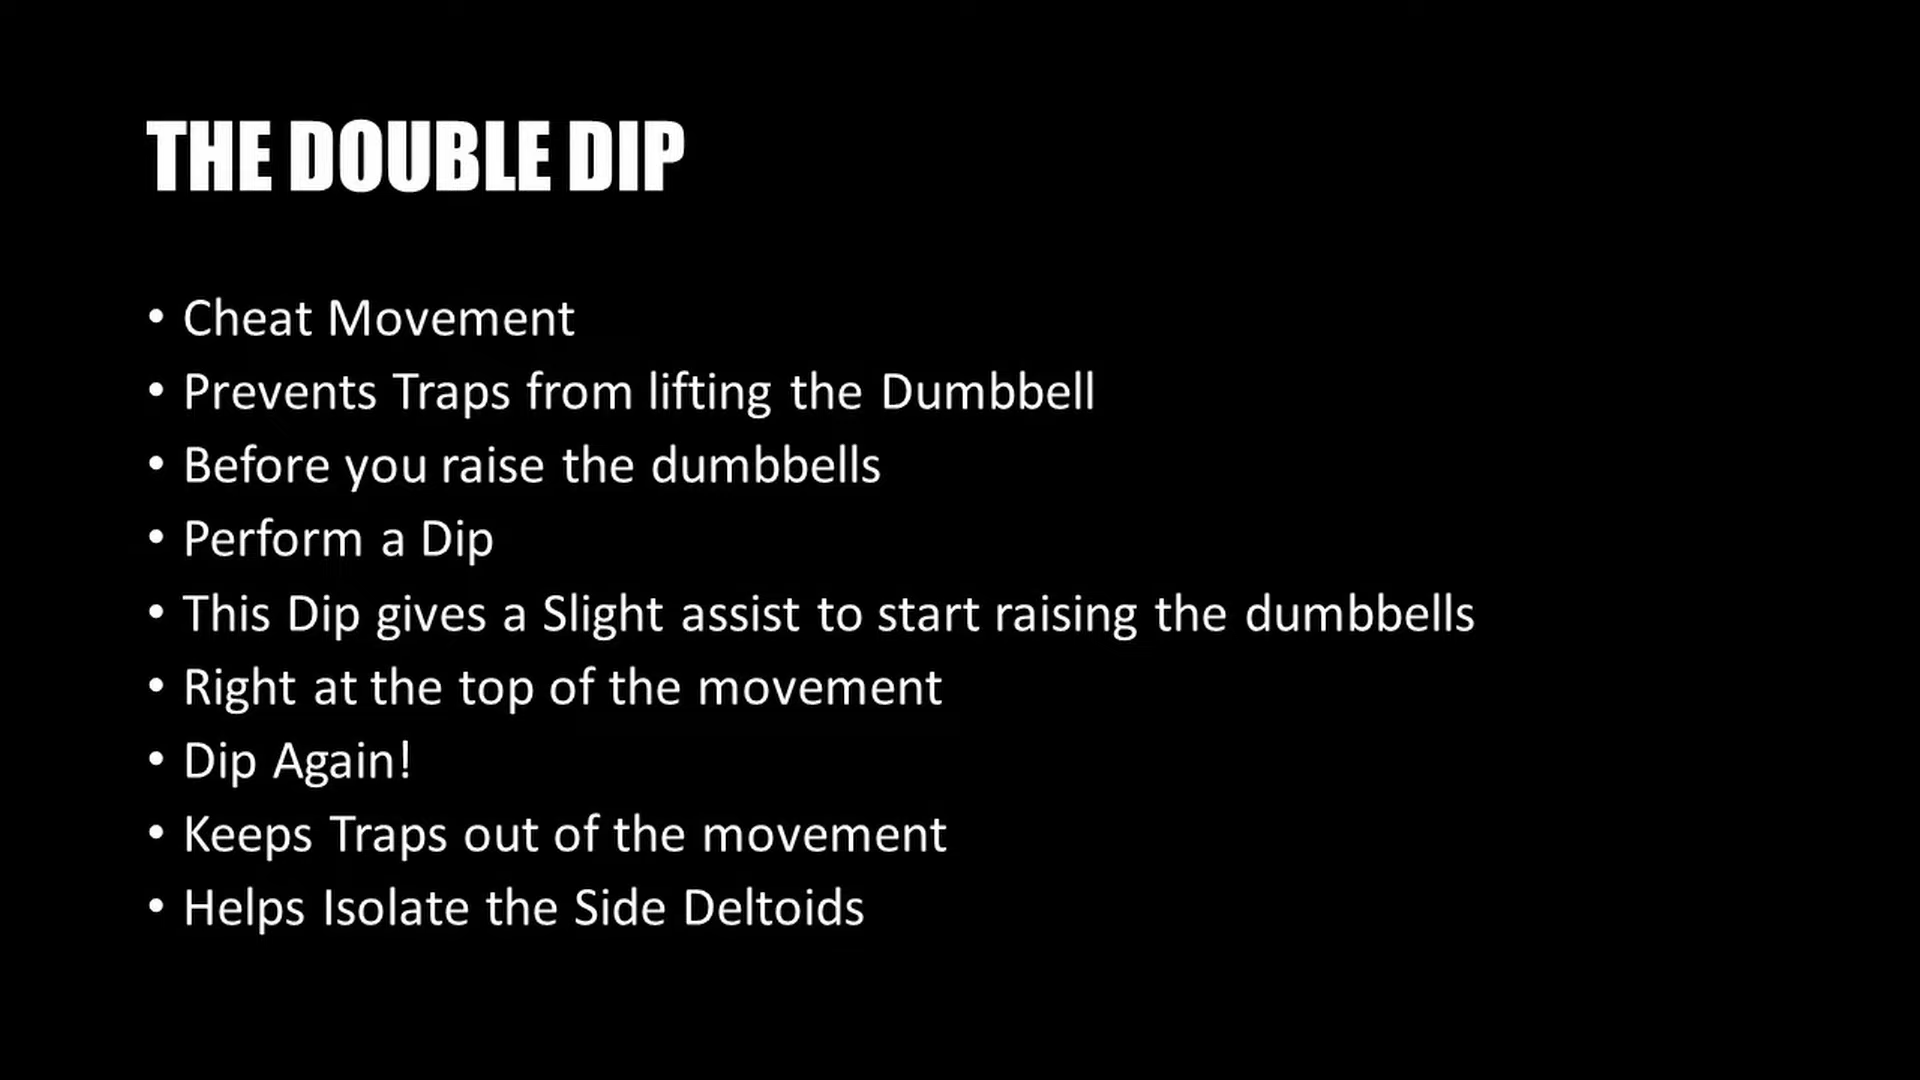 THE DOUBLE DIP
• Cheat Movement
• Prevents Traps from lifting the Dumbbell
• Before you raise the dumbbells
• Perform a Dip
• This Dip gives a Slight assist to start raising the dumbbells
• Right at the top of the movement
• Dip Again!
• Keeps Traps out of the movement
• Helps Isolate the Side Deltoids